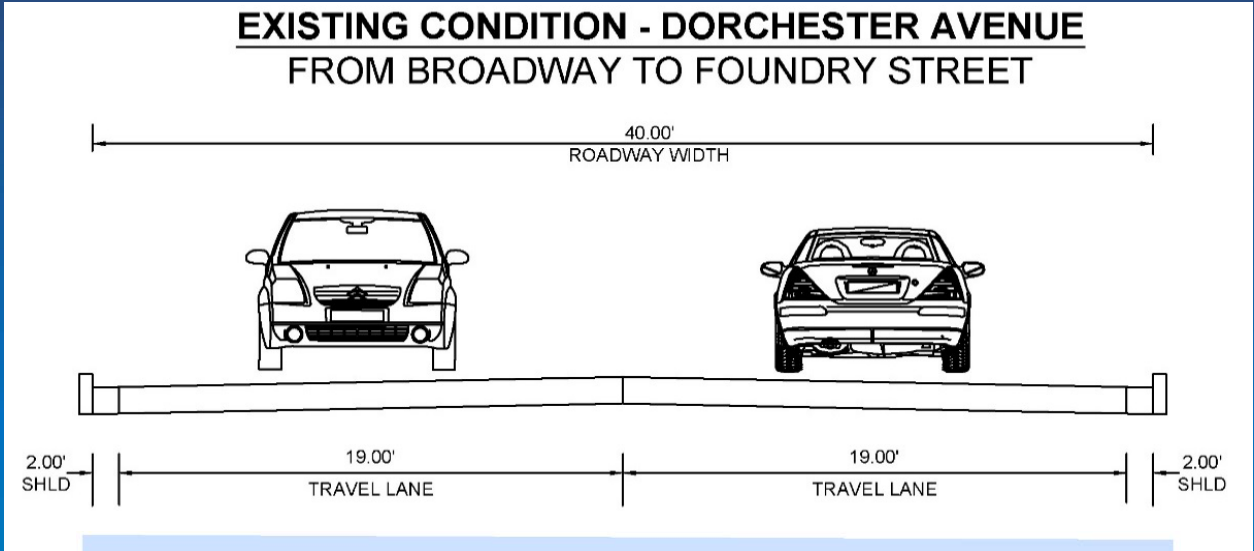 EXISTING CONDITION - DORCHESTER AVENUE
FROM BROADWAY TO FOUNDRY STREET
40.00'
ROADWAY WIDTH
2.00'
SHLD
19.00'
TRAVEL LANE
19.00'
TRAVEL LANE
2.00'
SHLD